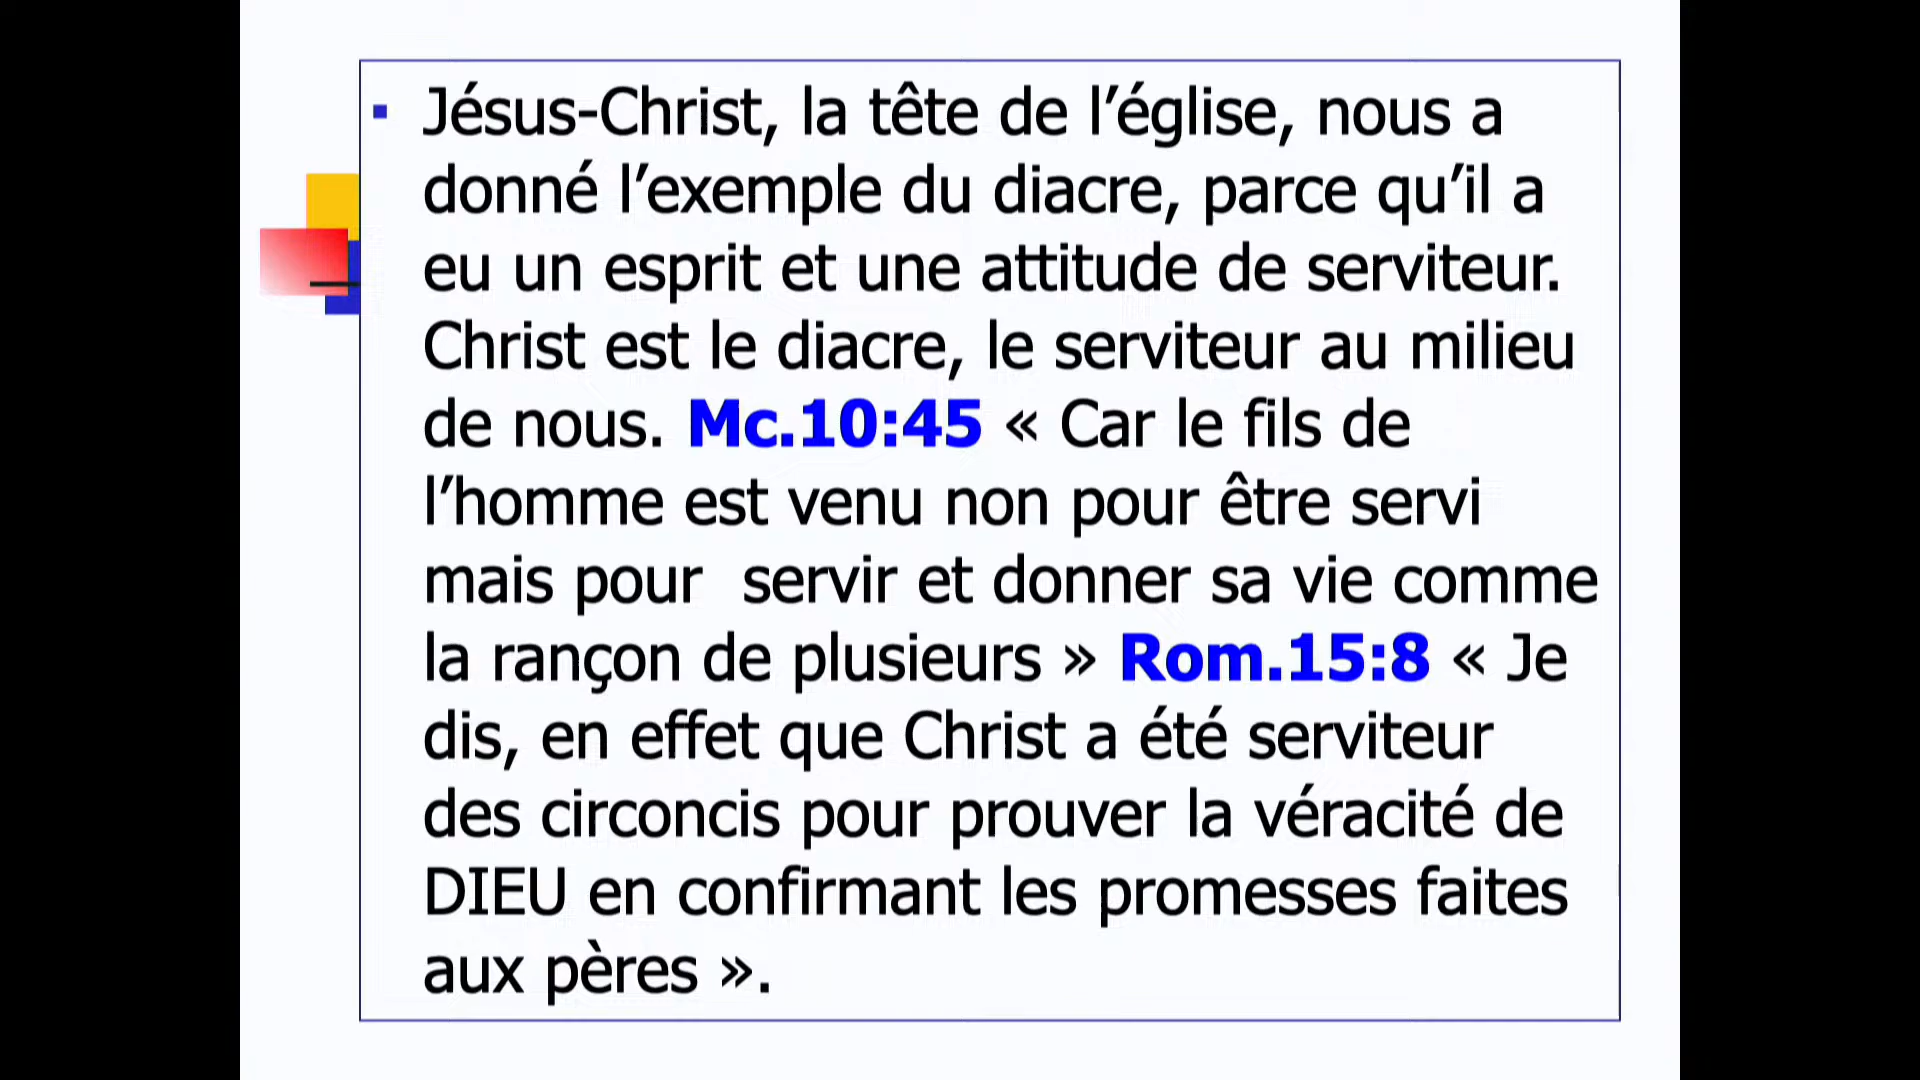 ▪ Jésus-Christ, la tête de l’église, nous a
donné l’exemple du diacre, parce qu’il a
eu un esprit et une attitude de serviteur.
Christ est le diacre, le serviteur au milieu
de nous. Mc.10:45 « Car le fils de
l’homme est venu non pour être servi
mais pour  servir et donner sa vie comme
la rançon de plusieurs » Rom.15:8 « Je
dis, en effet que Christ a été serviteur
des circoncis pour prouver la véracité de
DIEU en confirmant les promesses faites
aux pères ».